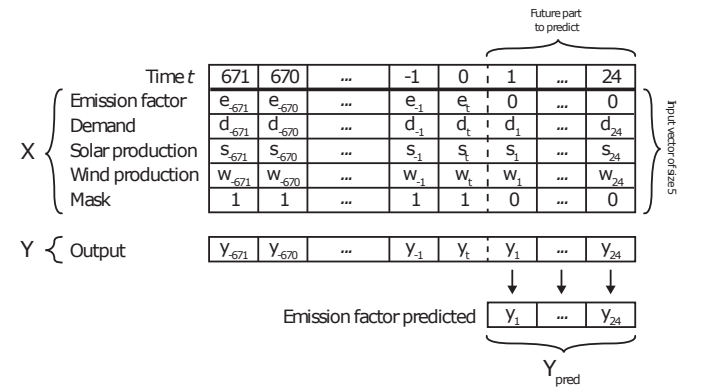 Future part
to predict
Time t 671 670 ... -1 0 1 ... 24
Emission factor e-671 e-670 ... e-1 et 0 ... 0
Demand d-671 d-670 ... d-1 dt d1 ... d24
X Solar production s-671 s-670 ... s-1 st s1 ... s24
Wind production w-671 w-670 ... w-1 wt w1 ... w24
Mask 1 1 ... 1 1 0 ... 0
Input vector of size 5
Y Output y-671 y-670 ... y-1 yt y1 ... y24
Emission factor predicted y1 ... y24
Ypred